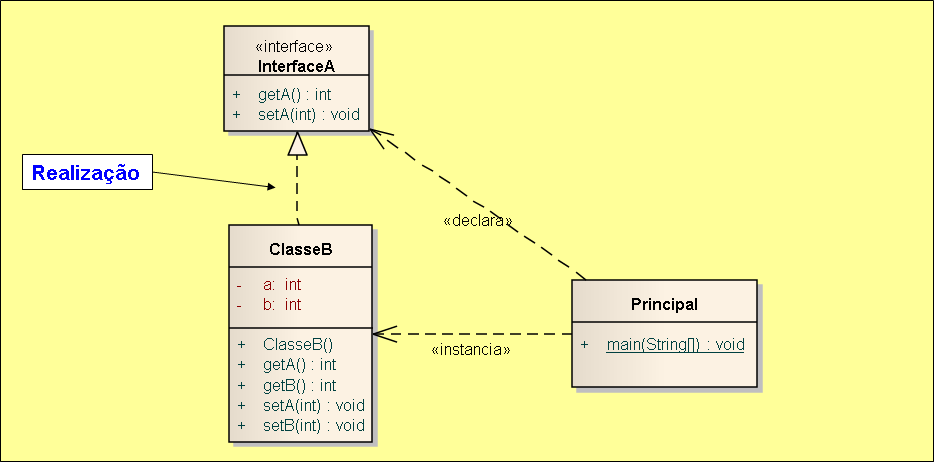 «interface»
InterfaceA
+ getA() : int
+ setA(int) : void
Realização
«declara»
ClasseB
- a: int
- b: int
+ ClasseB()
+ getA() : int
+ getB() : int
+ setA(int) : void
+ setB(int) : void
«instancia»
Principal
+ main(String[]) : void